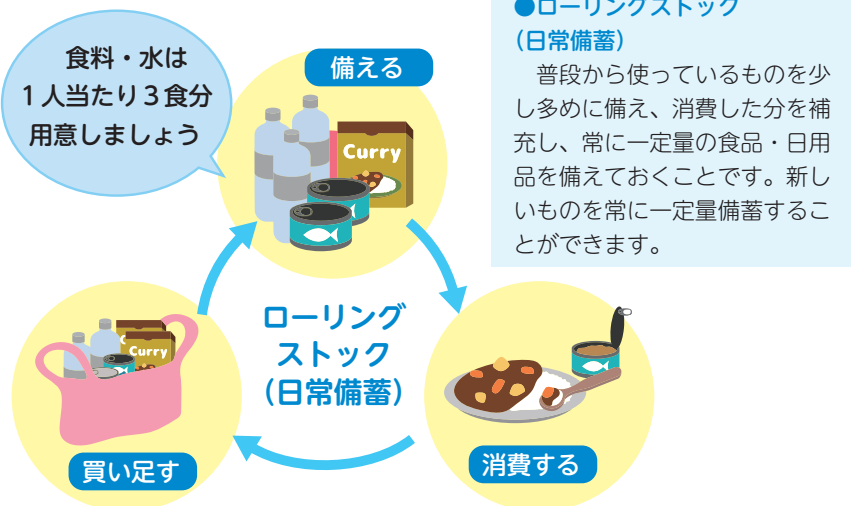 食料・水は
1人当たり3食分
用意しましょう
備える
Curry
ローリング
ストック
（日常備蓄）
消費する
買い足す
Curry
●ローリングストック
（日常備蓄）
　普段から使っているものを少
し多めに備え、消費した分を補
充し、常に一定量の食品・日用
品を備えておくことです。新し
いものを常に一定量備蓄するこ
とができます。